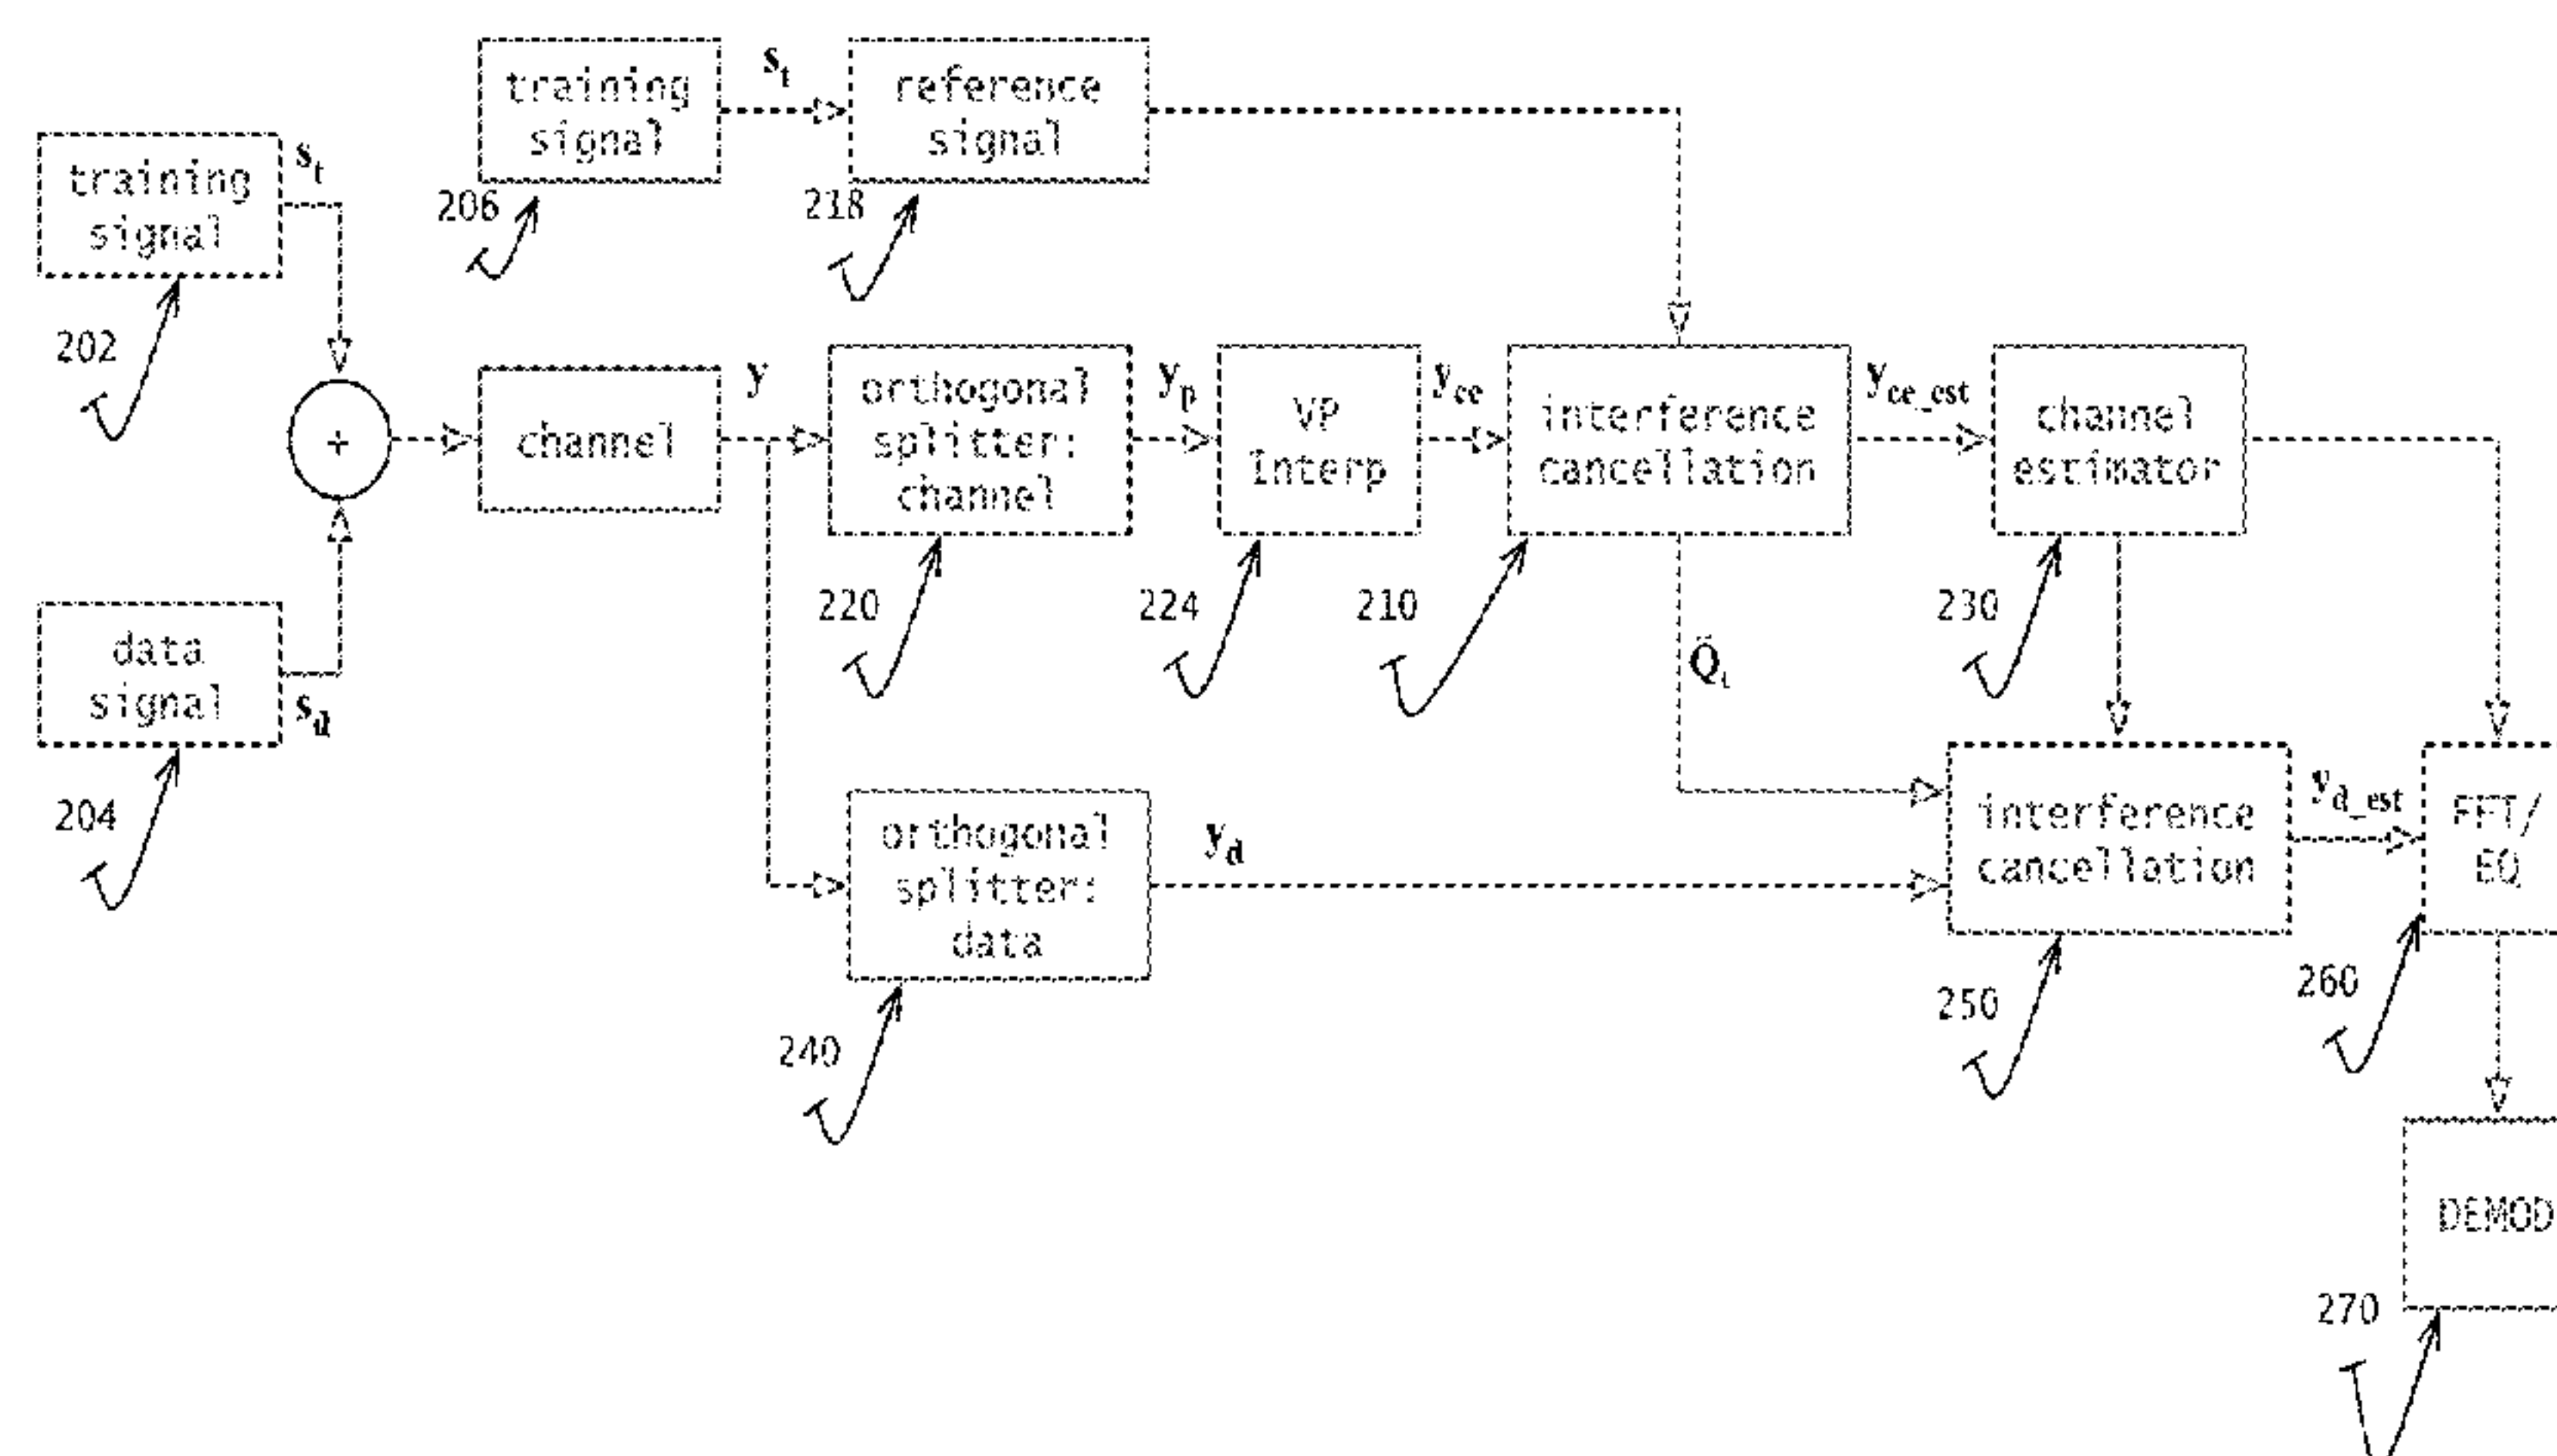 training
signal
s_t
202
data
signal
s_d
204
+
training
signal
s_t
206
reference
signal
218
channel
y
orthogonal
splitter:
channel
220
y_p
VP
Interp
224
y_ce
interference
cancellation
210
y_ce_est
channel
estimator
230
orthogonal
splitter:
data
240
y_d
interference
cancellation
250
y_d_est
FFT/
EQ
260
DEMOD
270